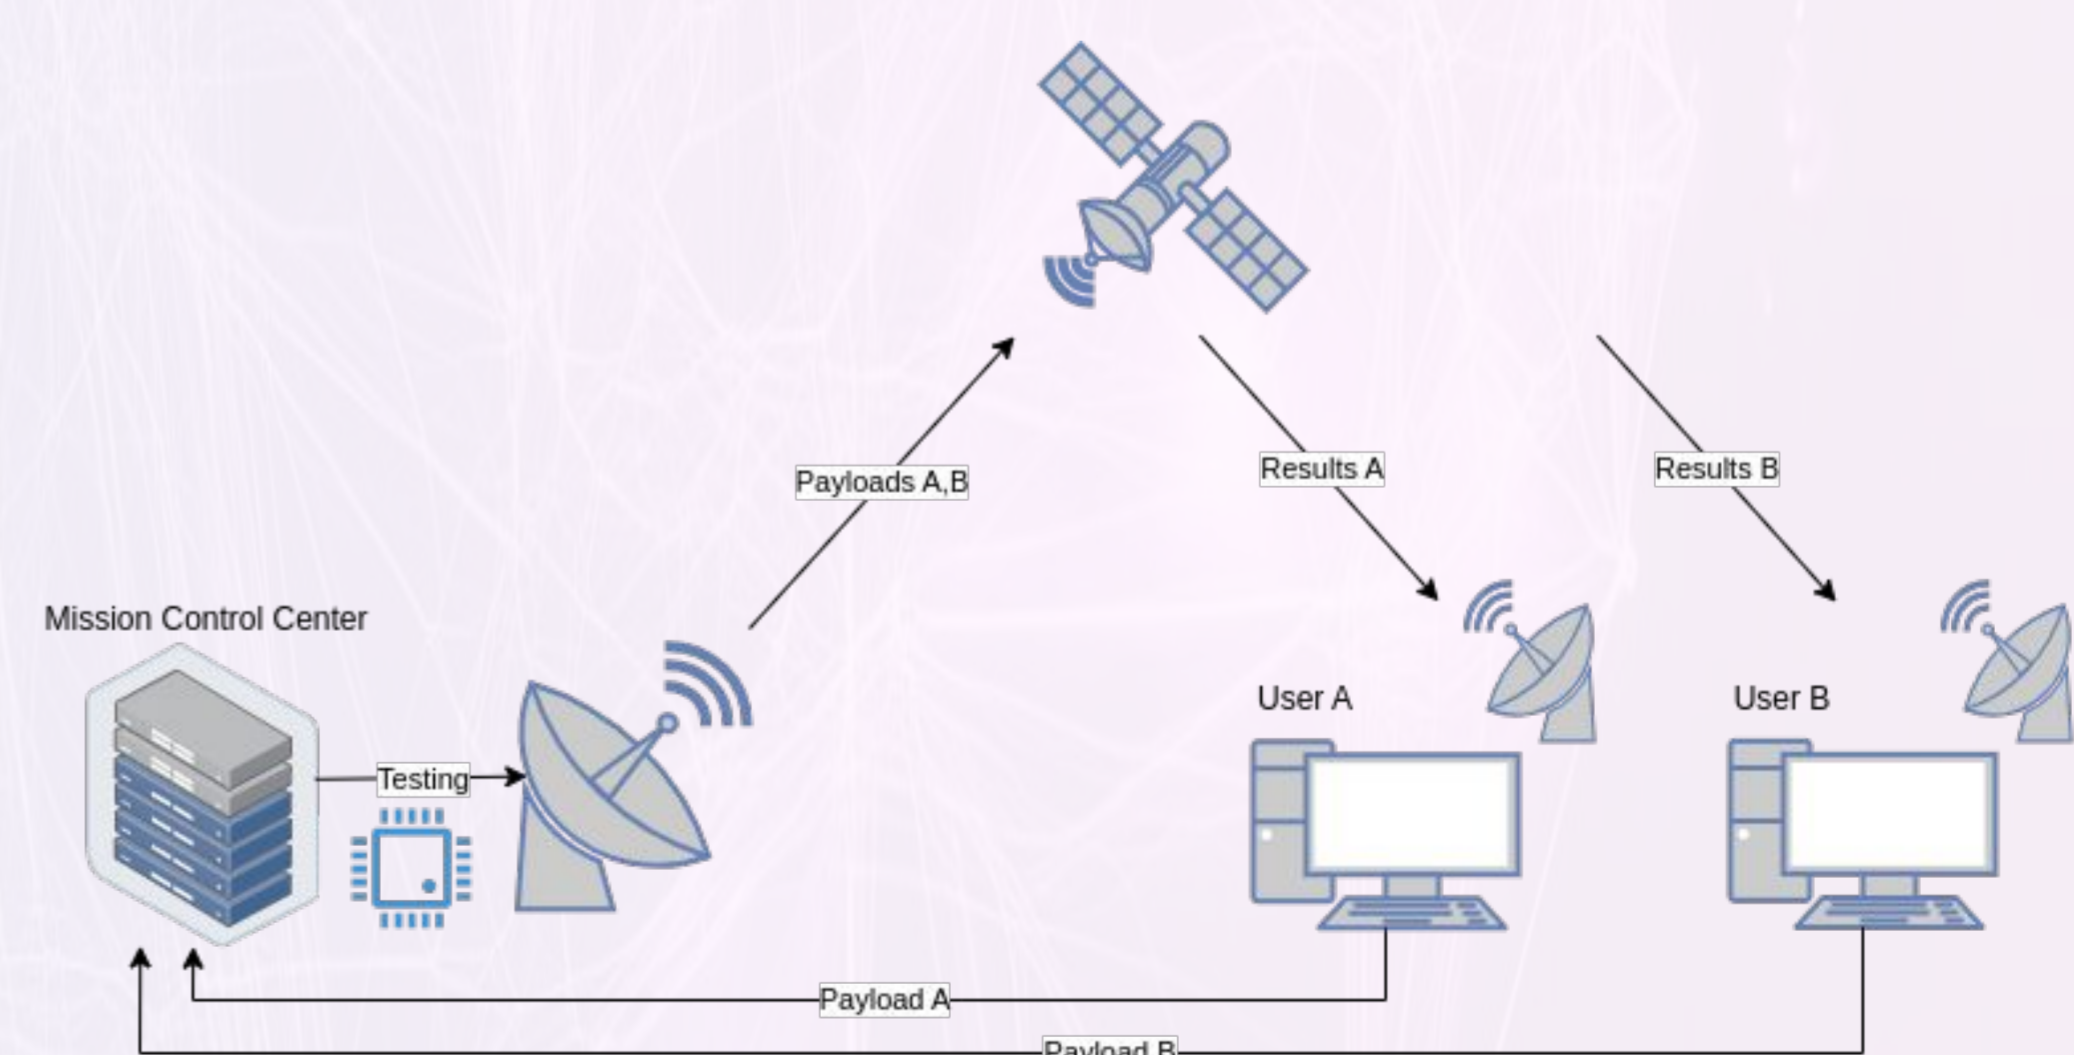 Payloads A,B
Results A
Results B
Mission Control Center
User A
User B
Testing
Payload A
Payload B